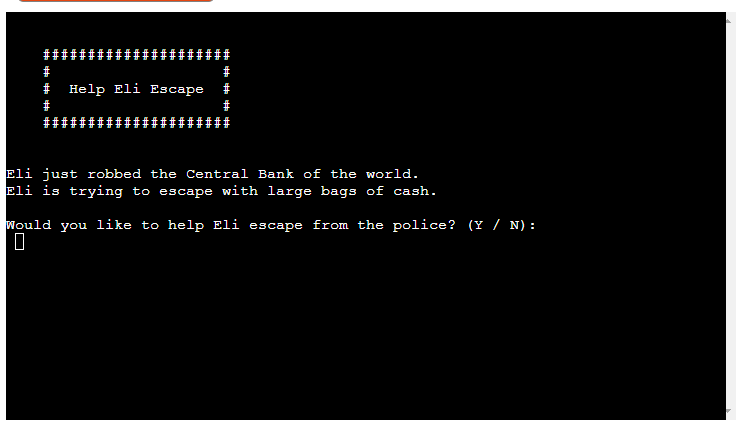 #####################
#                   #
#  Help Eli Escape  #
#                   #
#####################
Eli just robbed the Central Bank of the world.
Eli is trying to escape with large bags of cash.
Would you like to help Eli escape from the police? (Y / N):